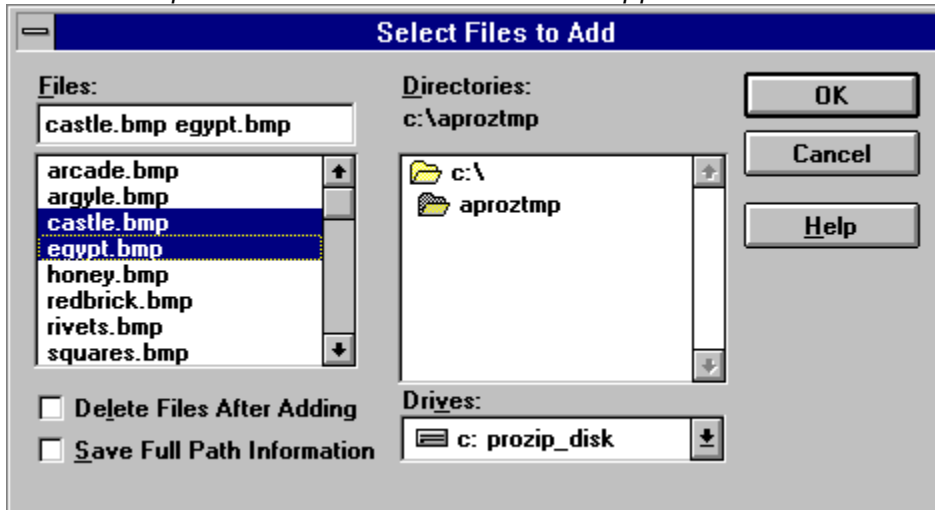 Select Files to Add
Files:
castle.bmp egypt.bmp
arcade.bmp
argyle.bmp
castle.bmp
egypt.bmp
honey.bmp
redbrick.bmp
rivets.bmp
squares.bmp
Delete Files After Adding
Save Full Path Information
Directories:
c:\aproztmp
c:\
aproztmp
Drives:
c: prozip_disk
OK
Cancel
Help